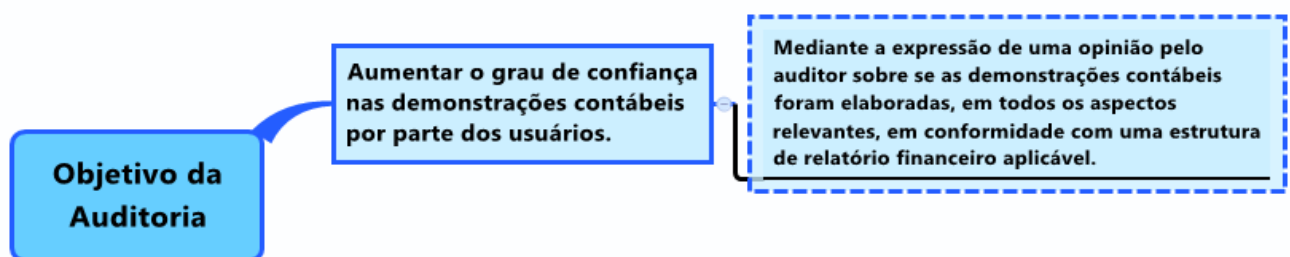 Objetivo da
Auditoria
Aumentar o grau de confiança
nas demonstrações contábeis
por parte dos usuários.
Mediante a expressão de uma opinião pelo
auditor sobre se as demonstrações contábeis
foram elaboradas, em todos os aspectos
relevantes, em conformidade com uma estrutura
de relatório financeiro aplicável.